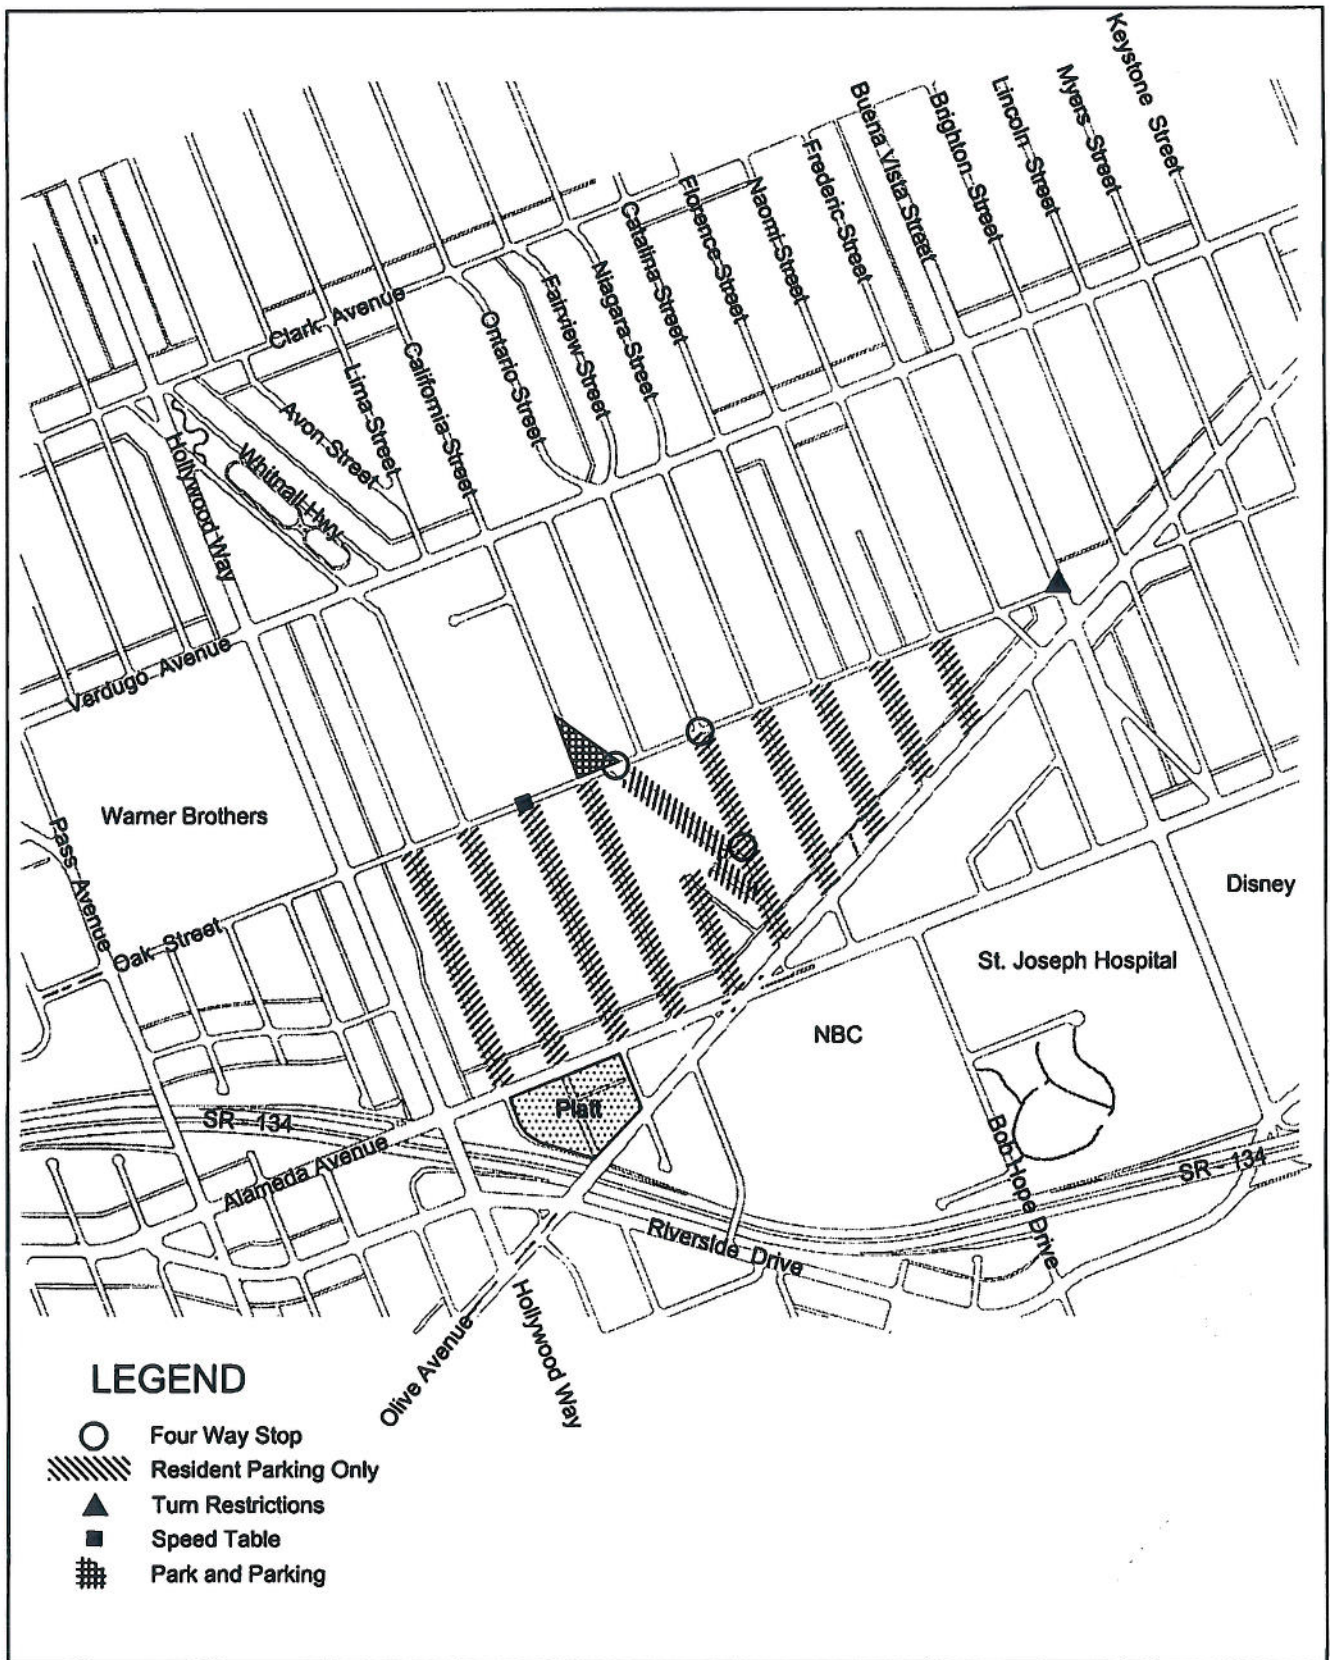 Keystone Street
Myers Street
Lincoln Street
Brighton Street
Buena Vista Street
Frederic Street
Naomi Street
Florence Street
Catalina Street
Niagara Street
Fairview Street
Ontario Street
California Street
Lima Street
Avon Street
Clark Avenue
Whitnall Hwy.
Hollywood Way
Verdugo Avenue
Warner Brothers
Pass Avenue
Oak Street
Disney
St. Joseph Hospital
NBC
Platt
SR - 134
Alameda Avenue
Bob Hope Drive
SR - 134
Riverside Drive
Olive Avenue
Hollywood Way
LEGEND
Four Way Stop
Resident Parking Only
Turn Restrictions
Speed Table
Park and Parking